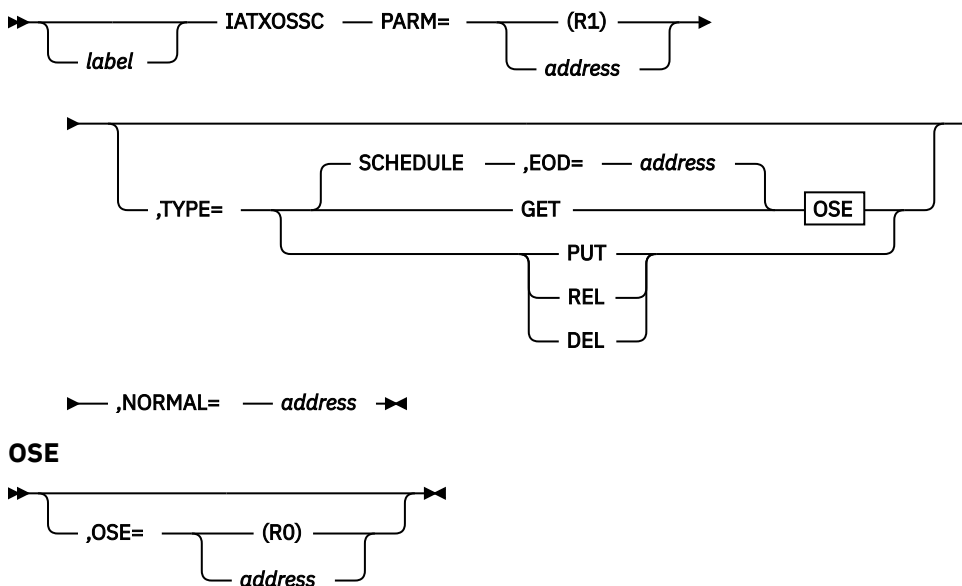 IATXOSSC PARM= (R1)
label address
SCHEDULE ,EOD= address
,TYPE= GET OSE
PUT
REL
DEL
,NORMAL= address
OSE
,OSE= (R0)
address